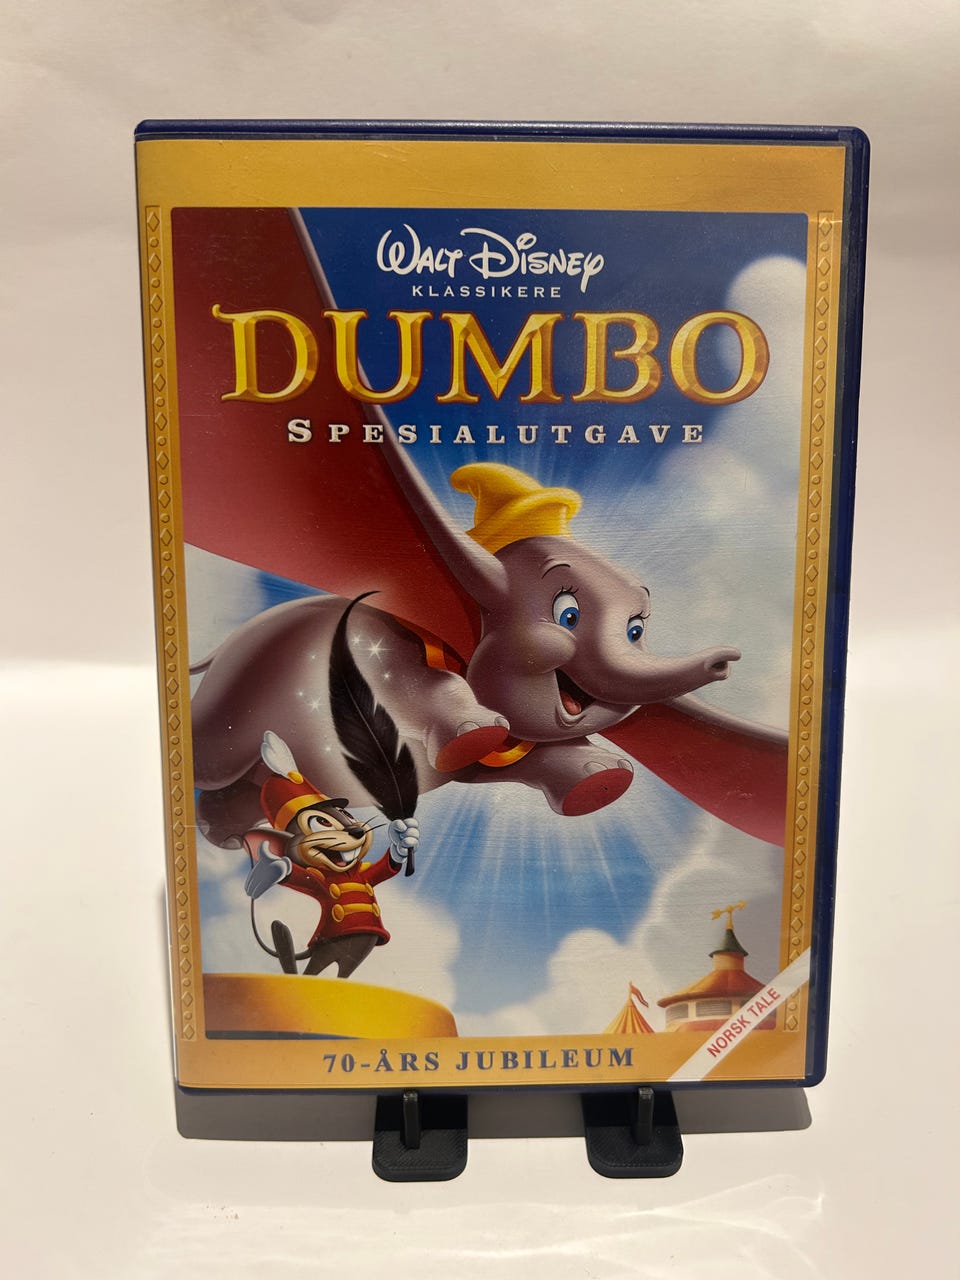 WALT DISNEY
KLASSIKERE
DUMBO
SPESIALUTGAVE
NORSK TALE
70-ÅRS JUBILEUM